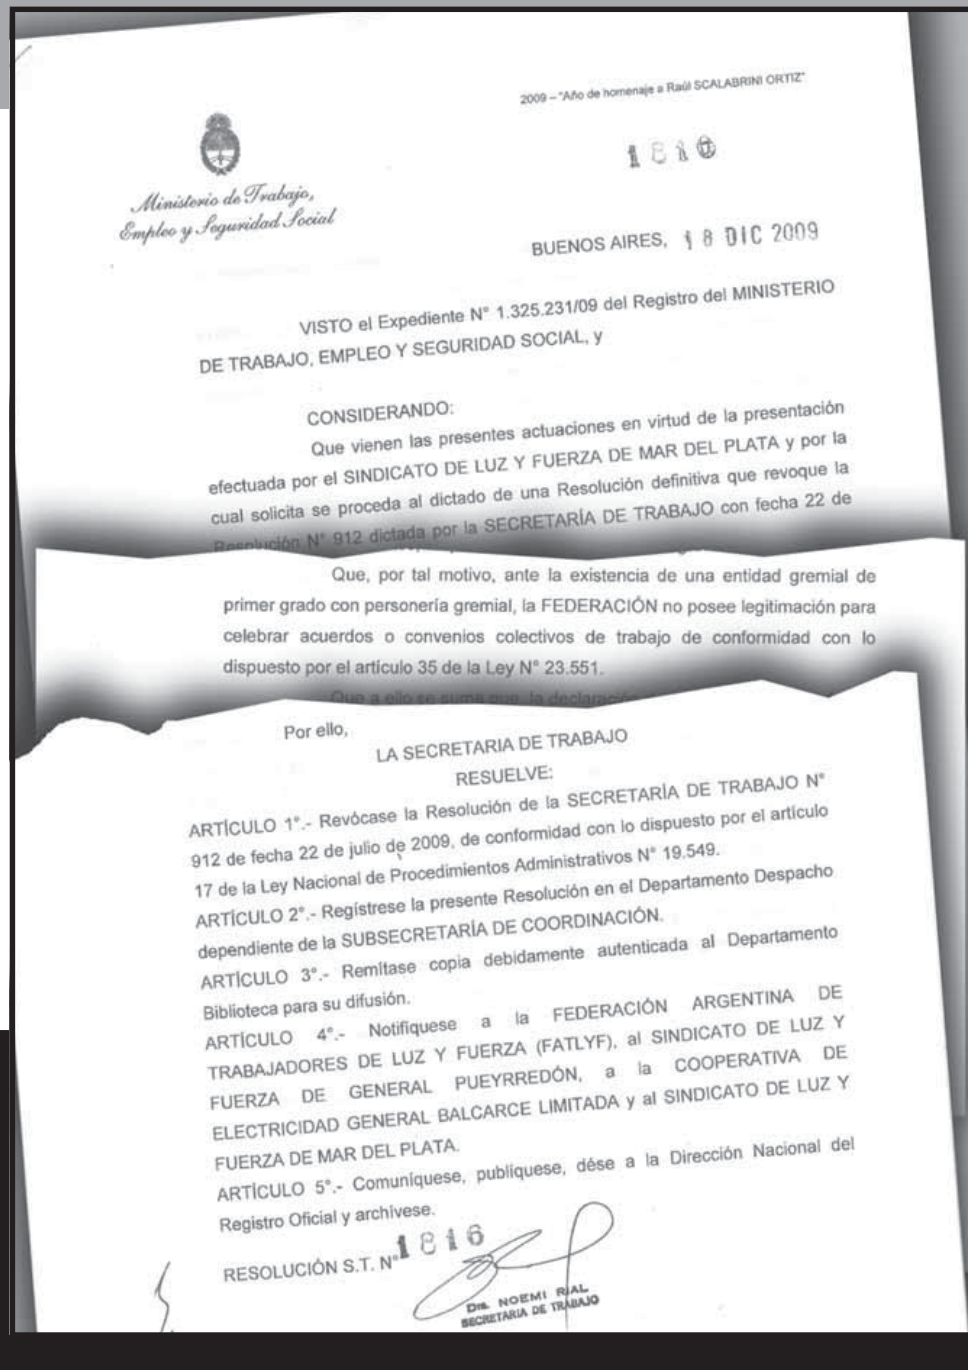 2009 – "Año de homenaje a Raúl SCALABRINI ORTIZ"
Ministerio de Trabajo,
Empleo y Seguridad Social
BUENOS AIRES, 18 DIC 2009
VISTO el Expediente N° 1.325.231/09 del Registro del MINISTERIO
DE TRABAJO, EMPLEO Y SEGURIDAD SOCIAL, y
CONSIDERANDO:
Que vienen las presentes actuaciones en virtud de la presentación
efectuada por el SINDICATO DE LUZ Y FUERZA DE MAR DEL PLATA y por la
cual solicita se proceda al dictado de una Resolución definitiva que revoque la
Resolución N° 912 dictada por la SECRETARÍA DE TRABAJO con fecha 22 de
Que, por tal motivo, ante la existencia de una entidad gremial de
primer grado con personería gremial, la FEDERACIÓN no posee legitimación para
celebrar acuerdos o convenios colectivos de trabajo de conformidad con lo
dispuesto por el artículo 35 de la Ley N° 23.551.
Que a ello se suma que, la declaración
Por ello,
LA SECRETARIA DE TRABAJO
RESUELVE:
ARTÍCULO 1°.- Revócase la Resolución de la SECRETARÍA DE TRABAJO N°
912 de fecha 22 de julio de 2009, de conformidad con lo dispuesto por el artículo
17 de la Ley Nacional de Procedimientos Administrativos N° 19.549.
ARTÍCULO 2°.- Regístrese la presente Resolución en el Departamento Despacho
dependiente de la SUBSECRETARÍA DE COORDINACIÓN.
ARTÍCULO 3°.- Remítase copia debidamente autenticada al Departamento
Biblioteca para su difusión.
ARTÍCULO 4°.- Notifíquese a la FEDERACIÓN ARGENTINA DE
TRABAJADORES DE LUZ Y FUERZA (FATLYF), al SINDICATO DE LUZ Y
FUERZA DE GENERAL PUEYRREDÓN, a la COOPERATIVA DE
ELECTRICIDAD GENERAL BALCARCE LIMITADA y al SINDICATO DE LUZ Y
FUERZA DE MAR DEL PLATA.
ARTÍCULO 5°.- Comuníquese, publíquese, dése a la Dirección Nacional del
Registro Oficial y archívese.
RESOLUCIÓN S.T. N° 1816
Dra. NOEMI RIAL
SECRETARIA DE TRABAJO